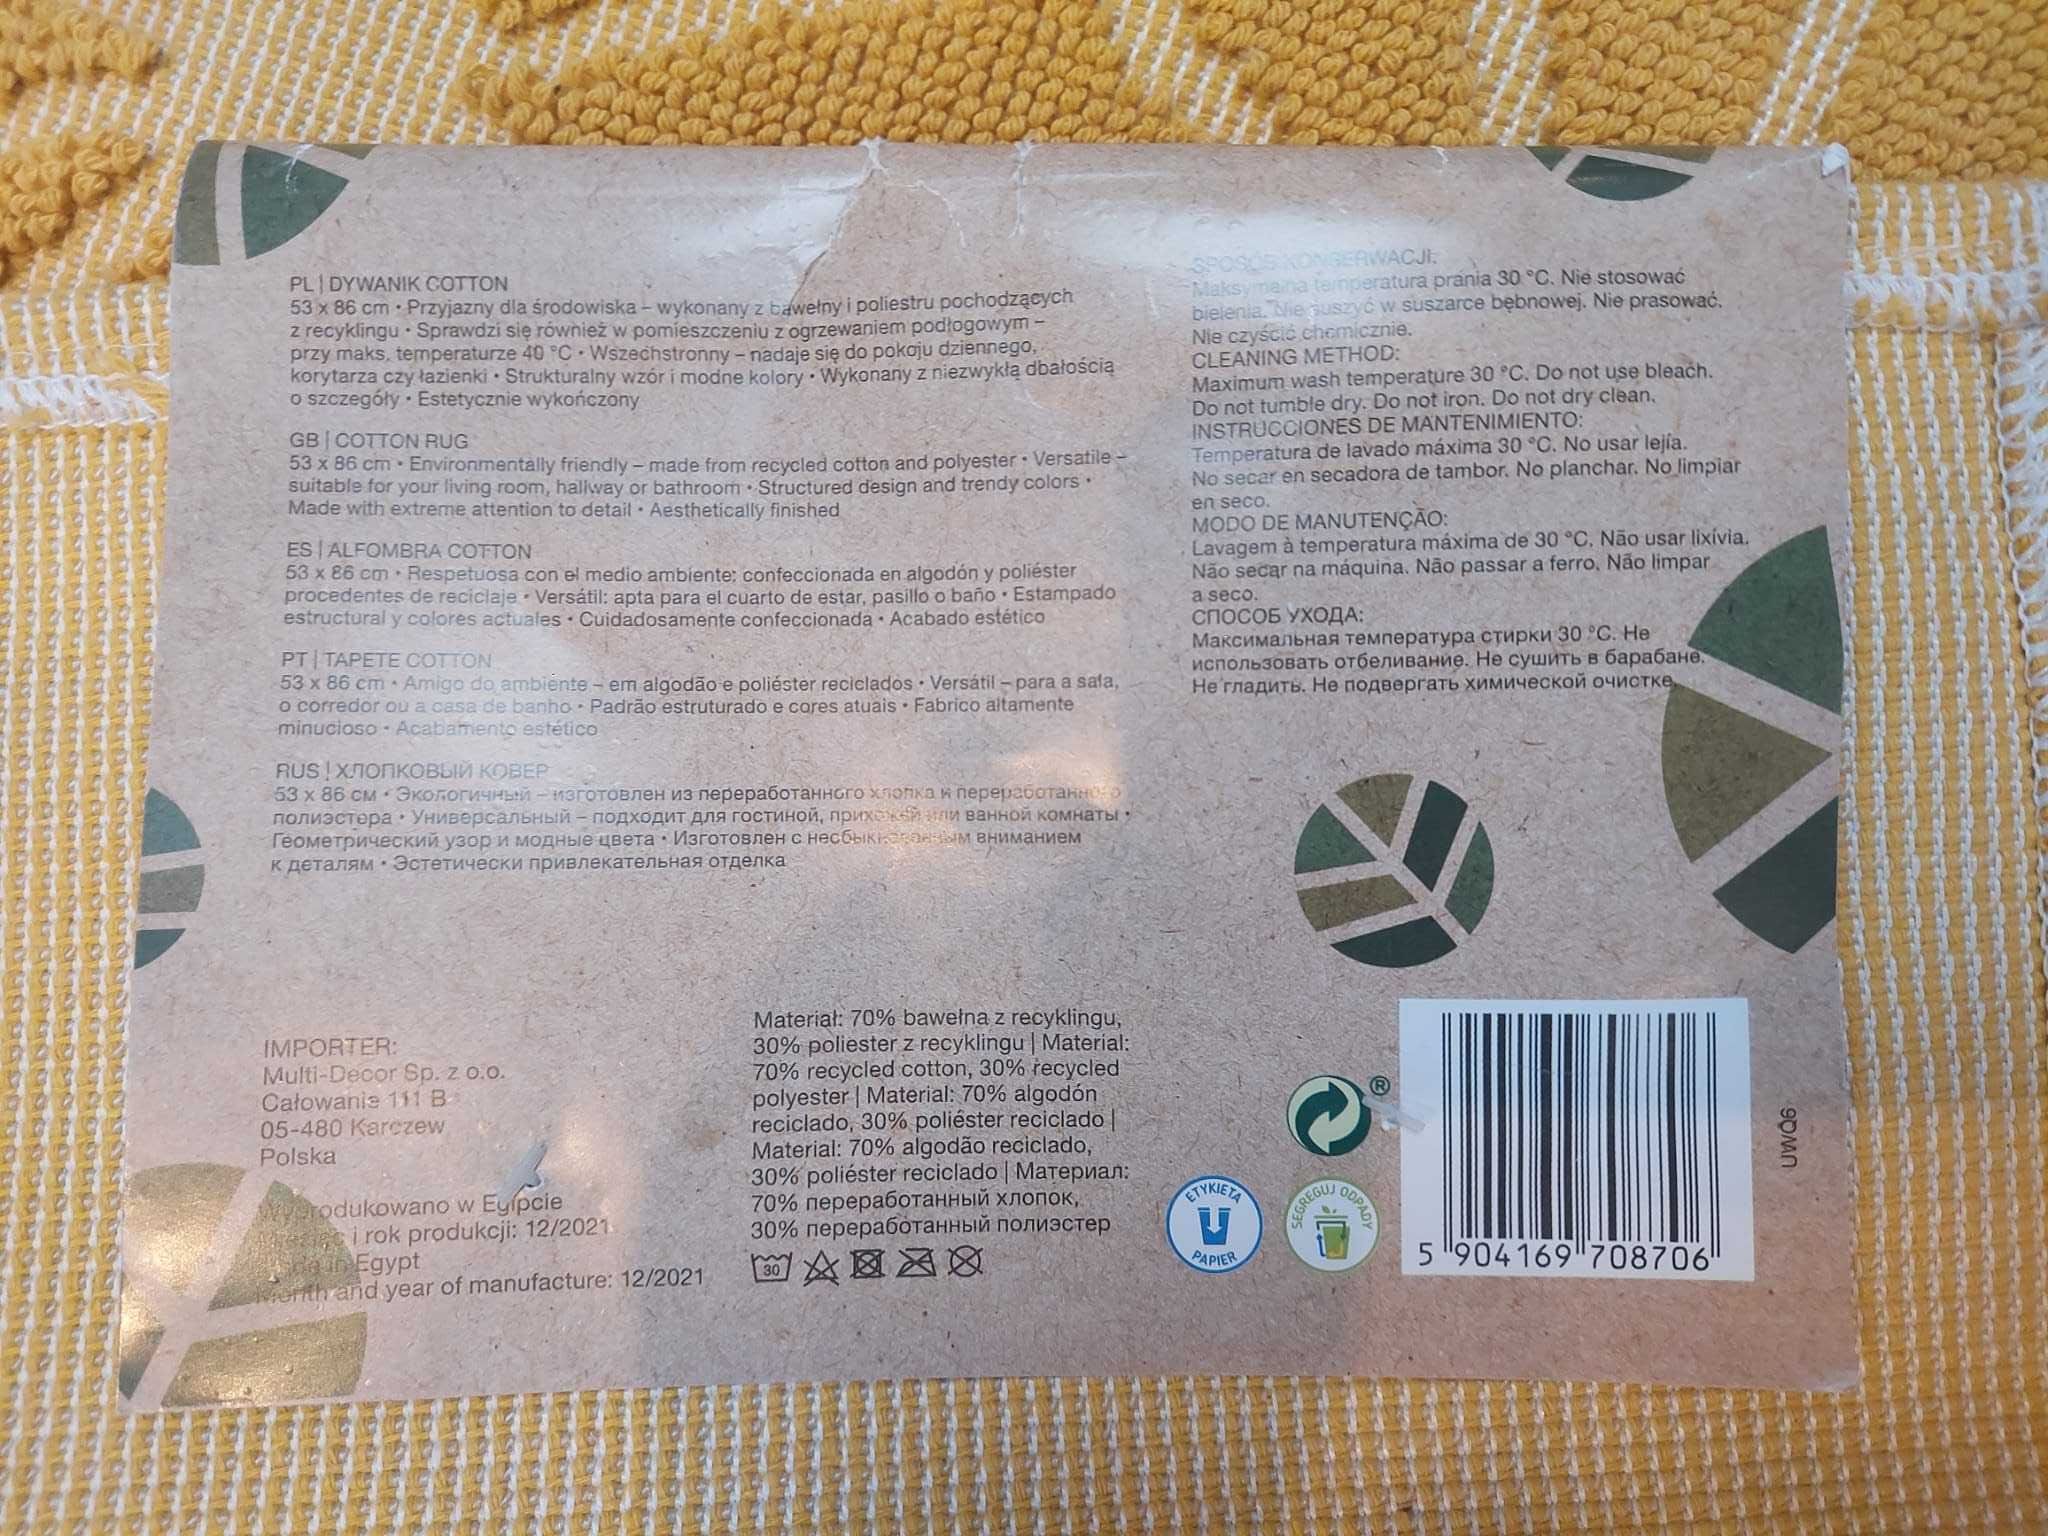 PL | DYWANIK COTTON
53 x 86 cm • Przyjazny dla środowiska – wykonany z bawełny i poliestru pochodzących
z recyklingu • Sprawdzi się również w pomieszczeniu z ogrzewaniem podłogowym –
przy maks. temperaturze 40 °C • Wszechstronny – nadaje się do pokoju dziennego,
korytarza czy łazienki • Strukturalny wzór i modne kolory • Wykonany z niezwykłą dbałością
o szczegóły • Estetycznie wykończony
GB | COTTON RUG
53 x 86 cm • Environmentally friendly – made from recycled cotton and polyester • Versatile –
suitable for your living room, hallway or bathroom • Structured design and trendy colors •
Made with extreme attention to detail • Aesthetically finished
ES | ALFOMBRA COTTON
53 x 86 cm • Respetuosa con el medio ambiente: confeccionada en algodón y poliéster
procedentes de reciclaje • Versátil: apta para el cuarto de estar, pasillo o baño • Estampado
estructural y colores actuales • Cuidadosamente confeccionada • Acabado estético
PT | TAPETE COTTON
53 x 86 cm • Amigo do ambiente – em algodão e poliéster reciclados • Versátil – para a sala,
o corredor ou a casa de banho • Padrão estruturado e cores atuais • Fabrico altamente
minucioso • Acabamento estético
RUS | ХЛОПКОВЫЙ КОВЕР
53 x 86 см • Экологичный – изготовлен из переработанного хлопка и переработанного
полиэстера • Универсальный – подходит для гостиной, прихожей или ванной комнаты •
Геометрический узор и модные цвета • Изготовлен с несбыкновенным вниманием
к деталям • Эстетически привлекательная отделка
SPOSÓB KONSERWACJI:
Maksymalna temperatura prania 30 °C. Nie stosować
bielenia. Nie suszyć w suszarce bębnowej. Nie prasować.
Nie czyścić chemicznie.
CLEANING METHOD:
Maximum wash temperature 30 °C. Do not use bleach.
Do not tumble dry. Do not iron. Do not dry clean.
INSTRUCCIONES DE MANTENIMIENTO:
Temperatura de lavado máxima 30 °C. No usar lejía.
No secar en secadora de tambor. No planchar. No limpiar
en seco.
MODO DE MANUTENÇÃO:
Lavagem à temperatura máxima de 30 °C. Não usar lixívia.
Não secar na máquina. Não passar a ferro. Não limpar
a seco.
СПОСОБ УХОДА:
Максимальная температура стирки 30 °C. Не
использовать отбеливание. Не сушить в барабане.
Не гладить. Не подвергать химической очистке.
IMPORTER:
Multi-Decor Sp. z o.o.
Całowanie 111 B
05-480 Karczew
Polska
Wyprodukowano w Egipcie
Miesiąc i rok produkcji: 12/2021
Made in Egypt
Month and year of manufacture: 12/2021
Materiał: 70% bawełna z recyklingu,
30% poliester z recyklingu | Material:
70% recycled cotton, 30% recycled
polyester | Material: 70% algodón
reciclado, 30% poliéster reciclado |
Material: 70% algodão reciclado,
30% poliéster reciclado | Материал:
70% переработанный хлопок,
30% переработанный полиэстер
30
®
ETYKIETA
PAPIER
SEGREGUJ ODPADY
5 904169 708706
UWQ6